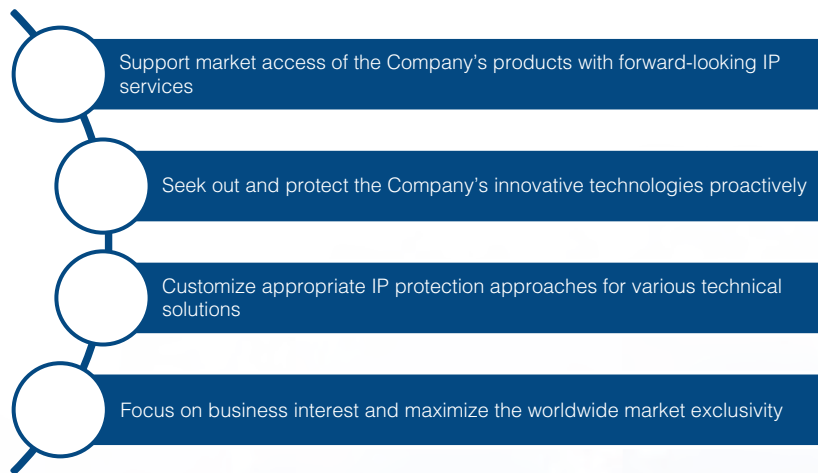 Support market access of the Company’s products with forward-looking IP
services
Seek out and protect the Company’s innovative technologies proactively
Customize appropriate IP protection approaches for various technical
solutions
Focus on business interest and maximize the worldwide market exclusivity